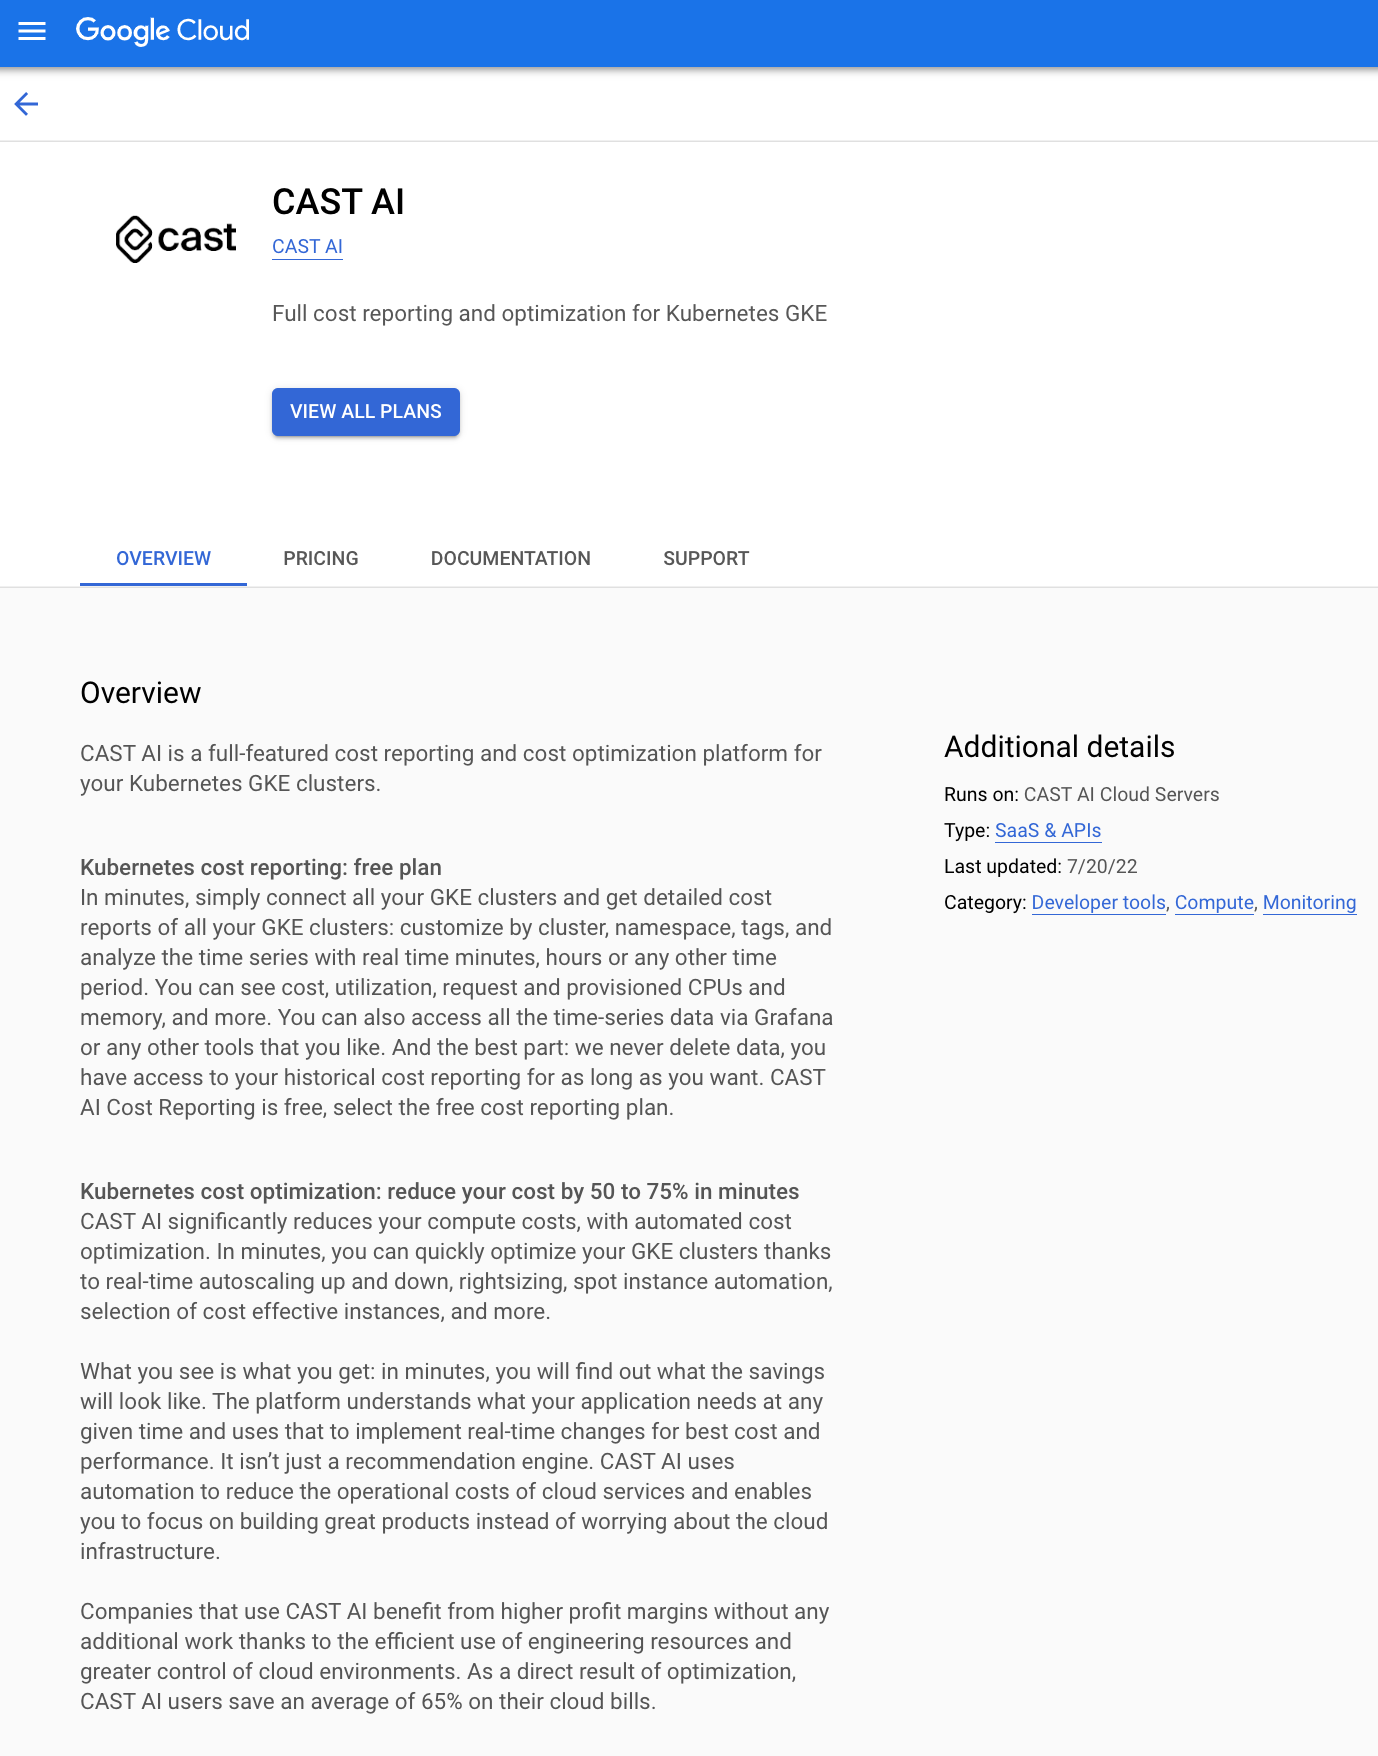 Google Cloud
cast
CAST AI
CAST AI
Full cost reporting and optimization for Kubernetes GKE
VIEW ALL PLANS
OVERVIEW
PRICING
DOCUMENTATION
SUPPORT
Overview
CAST AI is a full-featured cost reporting and cost optimization platform for
your Kubernetes GKE clusters.
Kubernetes cost reporting: free plan
In minutes, simply connect all your GKE clusters and get detailed cost
reports of all your GKE clusters: customize by cluster, namespace, tags, and
analyze the time series with real time minutes, hours or any other time
period. You can see cost, utilization, request and provisioned CPUs and
memory, and more. You can also access all the time-series data via Grafana
or any other tools that you like. And the best part: we never delete data, you
have access to your historical cost reporting for as long as you want. CAST
AI Cost Reporting is free, select the free cost reporting plan.
Kubernetes cost optimization: reduce your cost by 50 to 75% in minutes
CAST AI significantly reduces your compute costs, with automated cost
optimization. In minutes, you can quickly optimize your GKE clusters thanks
to real-time autoscaling up and down, rightsizing, spot instance automation,
selection of cost effective instances, and more.
What you see is what you get: in minutes, you will find out what the savings
will look like. The platform understands what your application needs at any
given time and uses that to implement real-time changes for best cost and
performance. It isn’t just a recommendation engine. CAST AI uses
automation to reduce the operational costs of cloud services and enables
you to focus on building great products instead of worrying about the cloud
infrastructure.
Companies that use CAST AI benefit from higher profit margins without any
additional work thanks to the efficient use of engineering resources and
greater control of cloud environments. As a direct result of optimization,
CAST AI users save an average of 65% on their cloud bills.
Additional details
Runs on: CAST AI Cloud Servers
Type: SaaS & APIs
Last updated: 7/20/22
Category: Developer tools, Compute, Monitoring